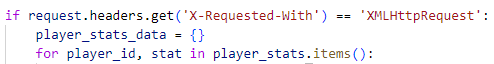 if request.headers.get('X-Requested-With') == 'XMLHttpRequest':
    player_stats_data = {}
    for player_id, stat in player_stats.items():